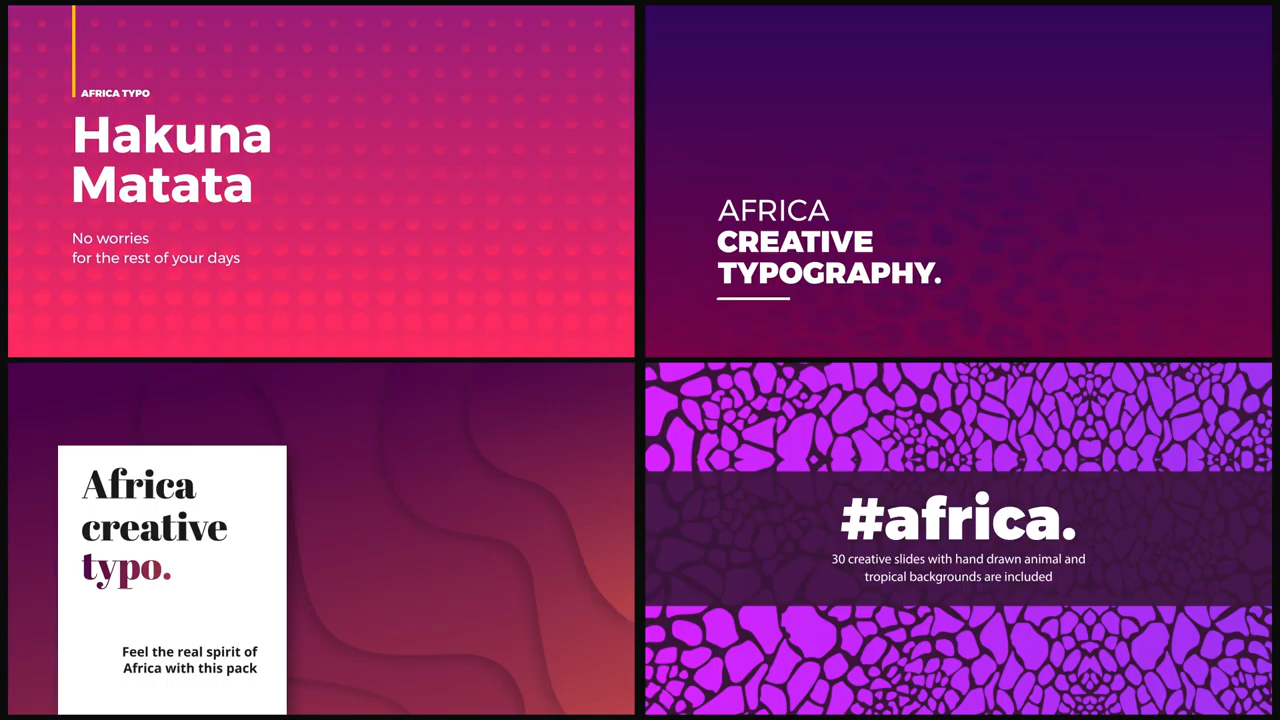 AFRICA TYPO
Hakuna
Matata
No worries
for the rest of your days
AFRICA
CREATIVE
TYPOGRAPHY.
Africa
creative
typo.
Feel the real spirit of
Africa with this pack
#africa.
30 creative slides with hand drawn animal and
tropical backgrounds are included